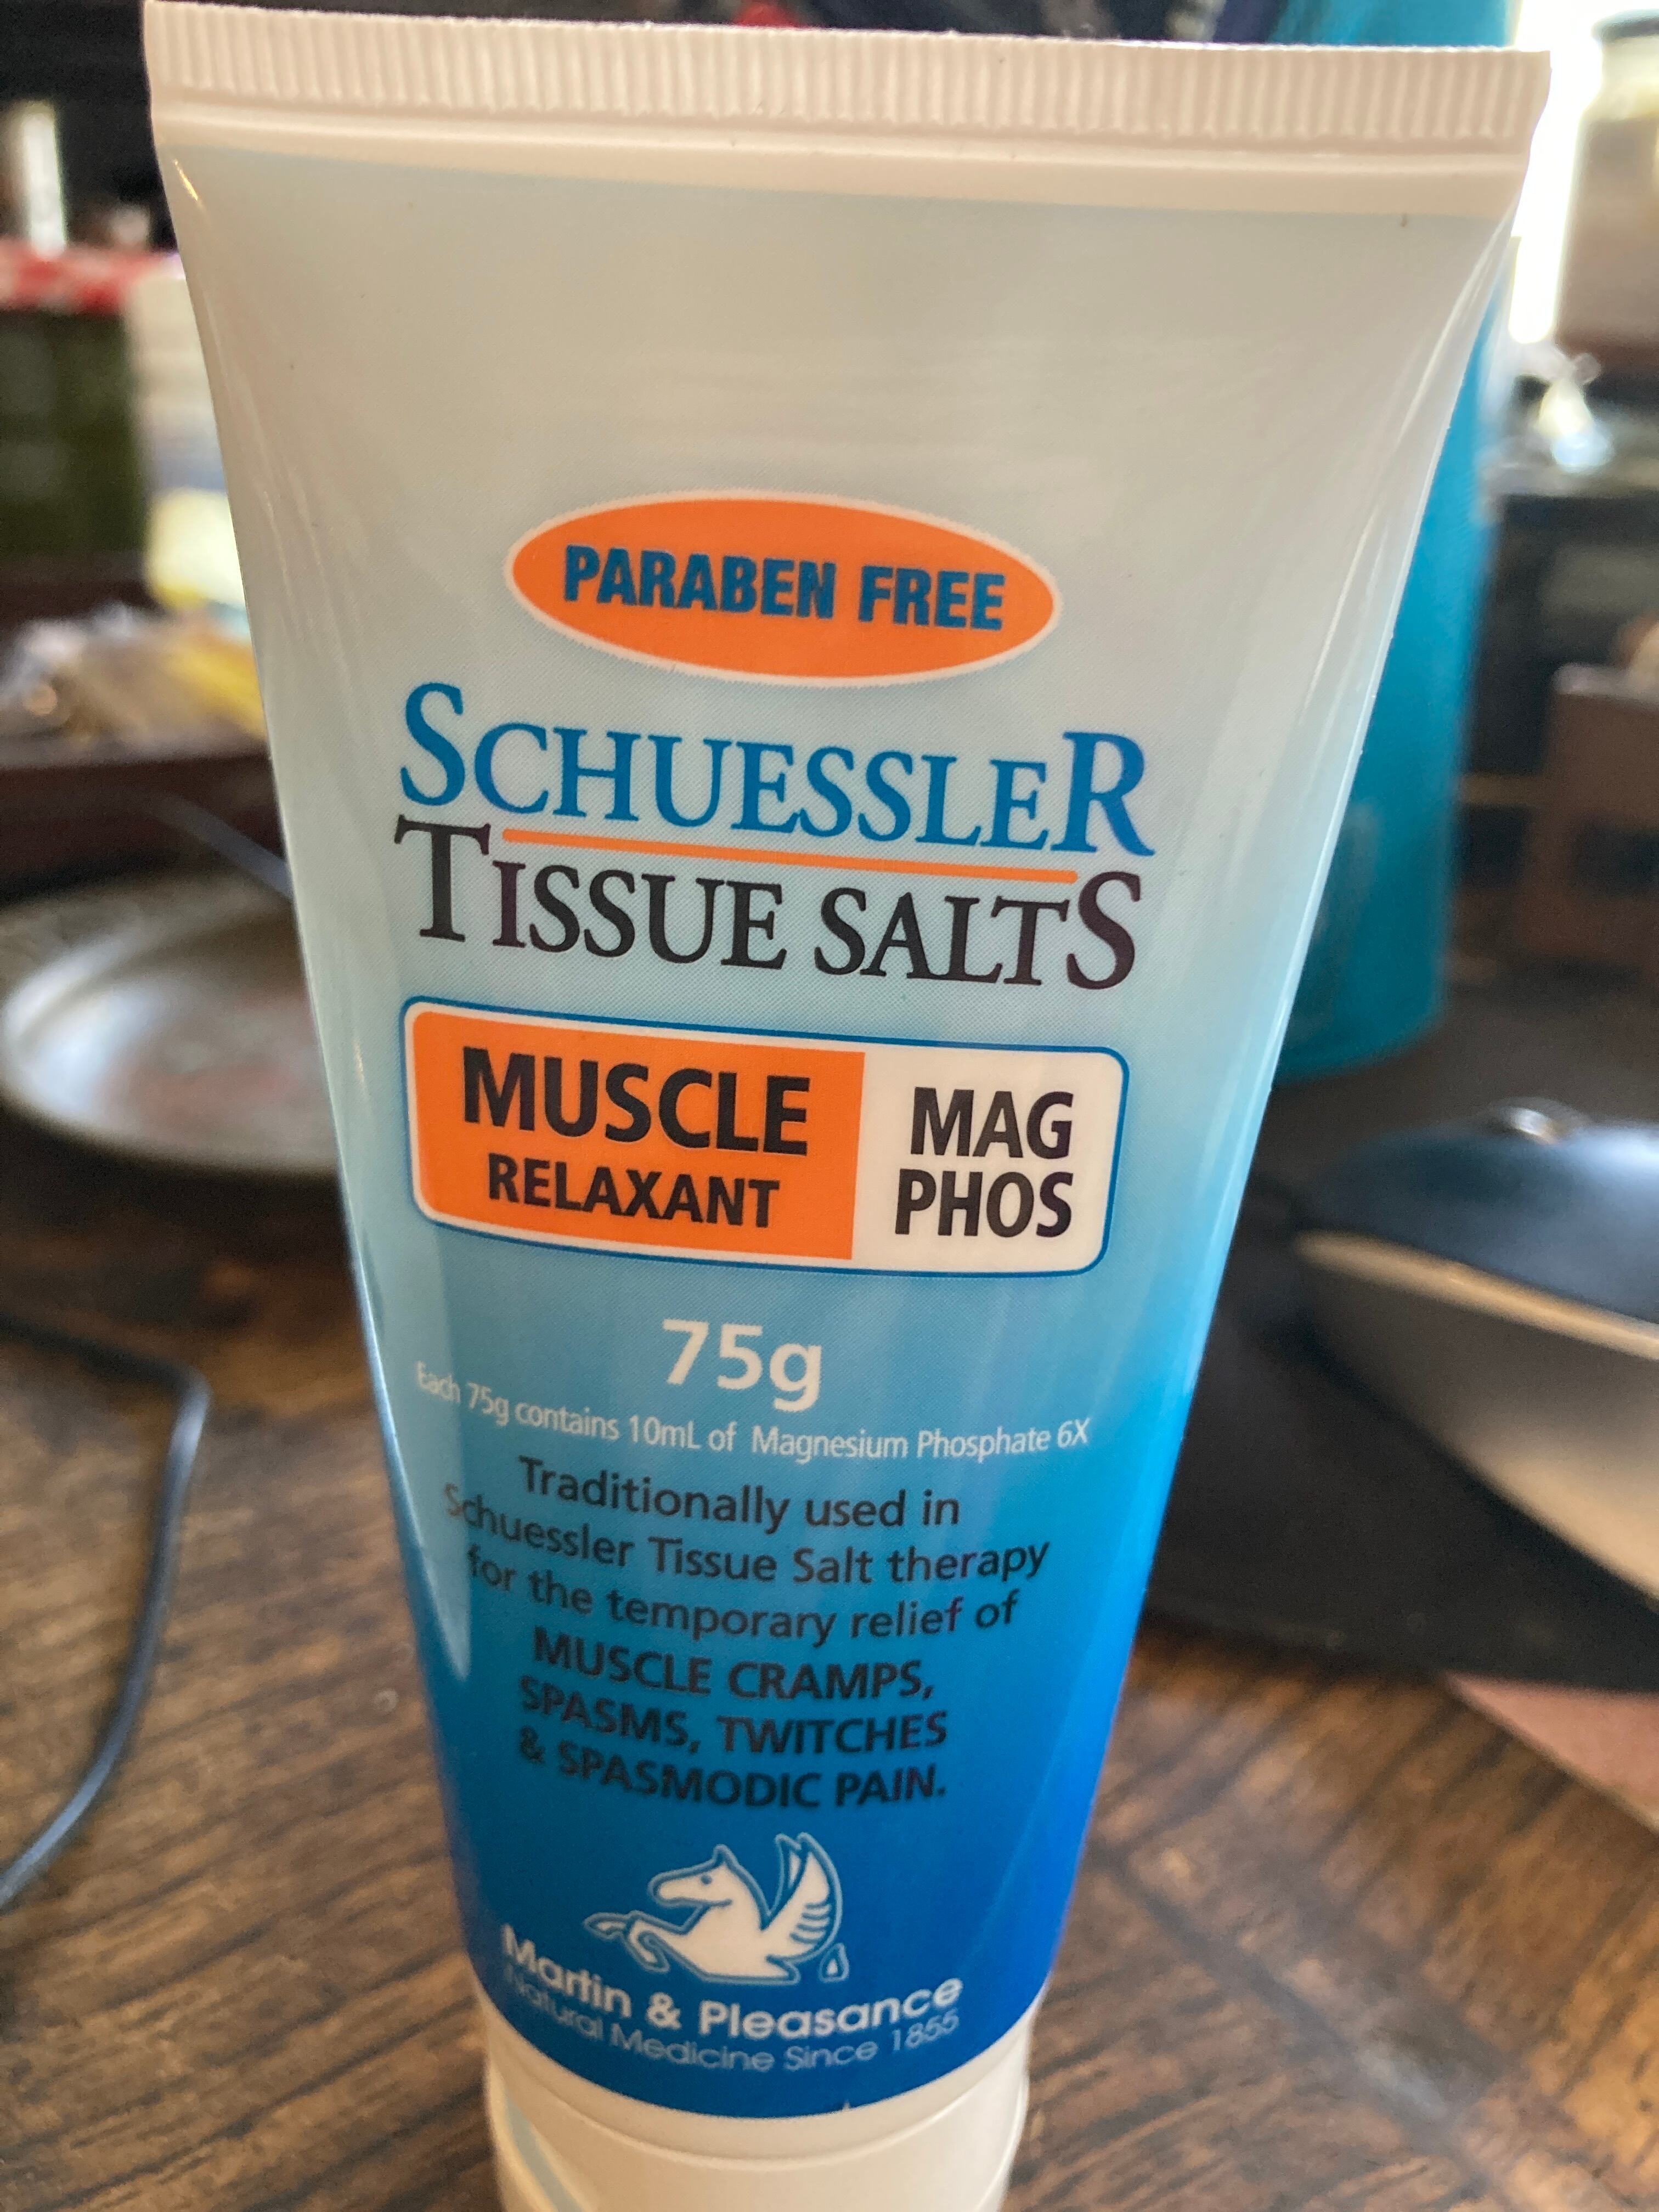 PARABEN FREE
SCHUESSLER
TISSUE SALTS
MUSCLE
RELAXANT
MAG
PHOS
75g
Each 75g contains 10mL of Magnesium Phosphate 6X
Traditionally used in
Schuessler Tissue Salt therapy
for the temporary relief of
MUSCLE CRAMPS,
SPASMS, TWITCHES
& SPASMODIC PAIN.
Martin & Pleasance
Natural Medicine Since 1855